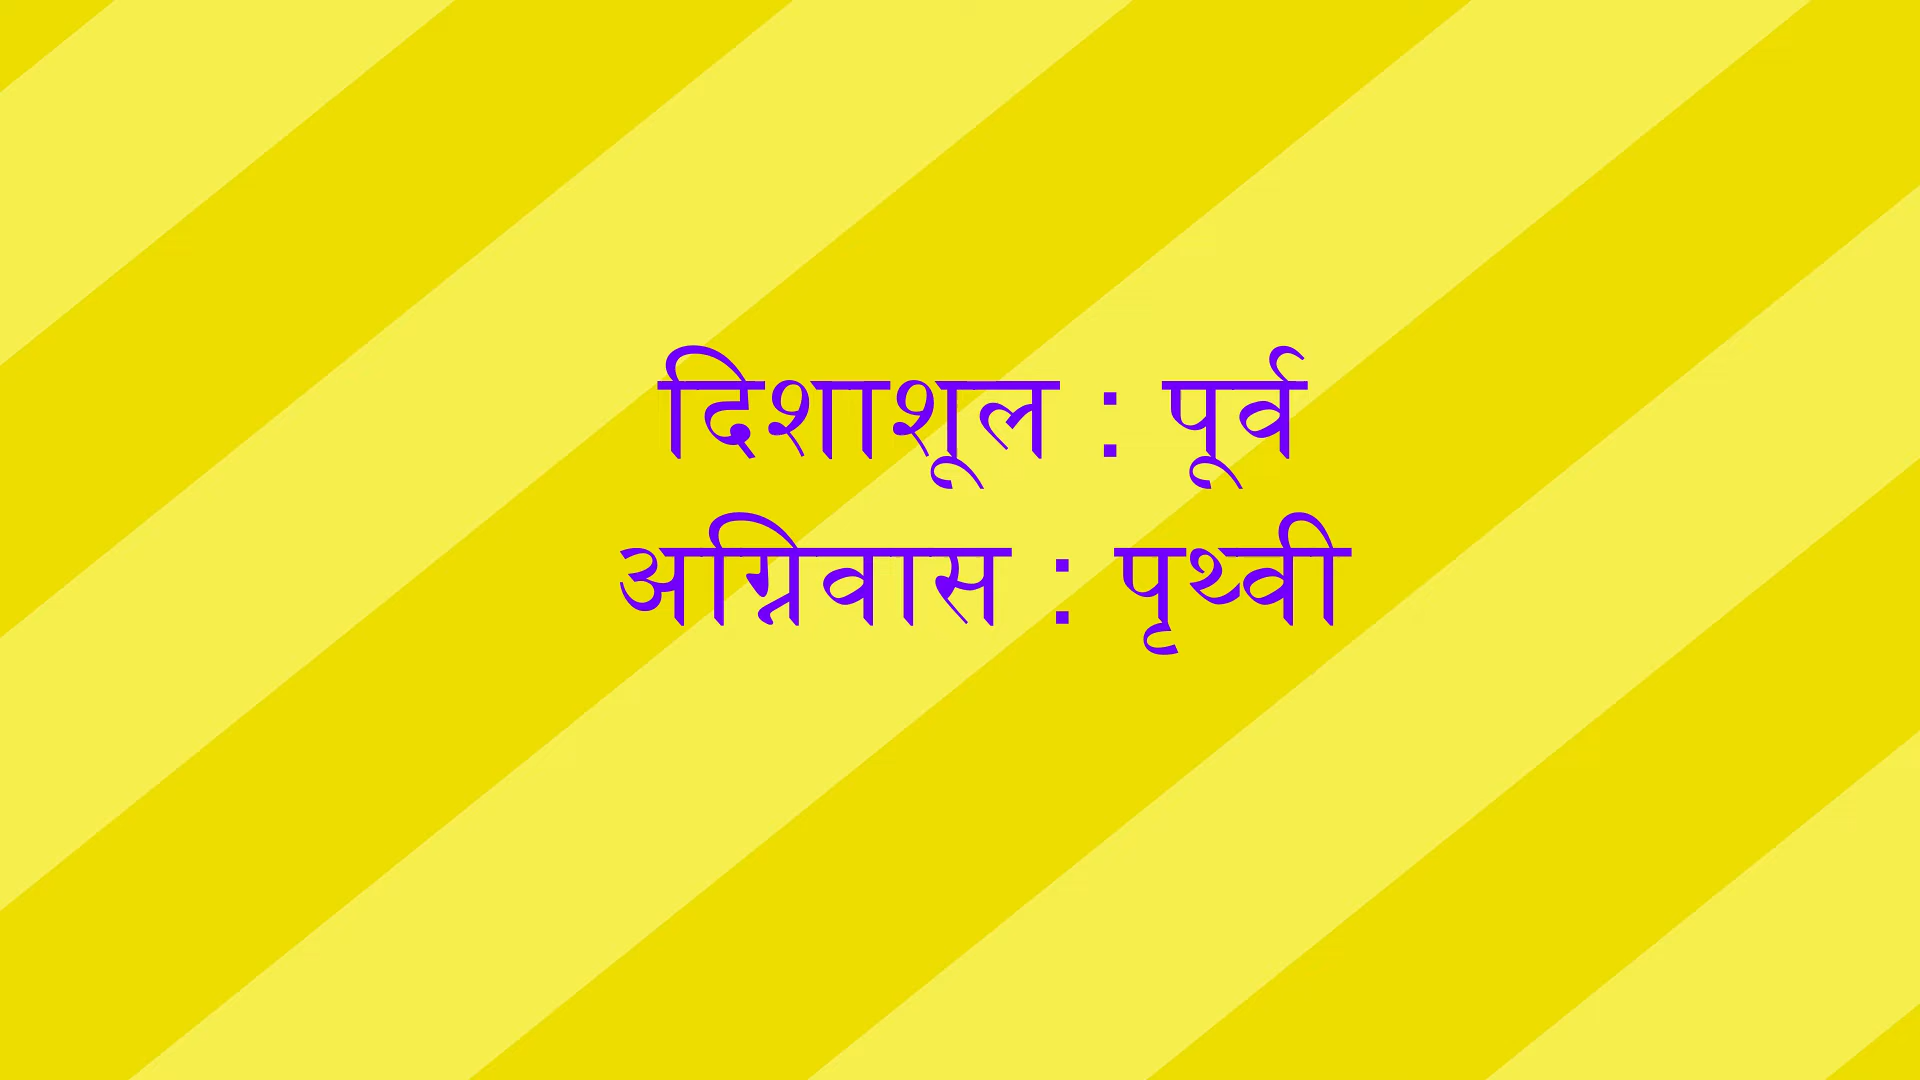 दिशाशूल : पूर्व
अग्निवास : पृथ्वी